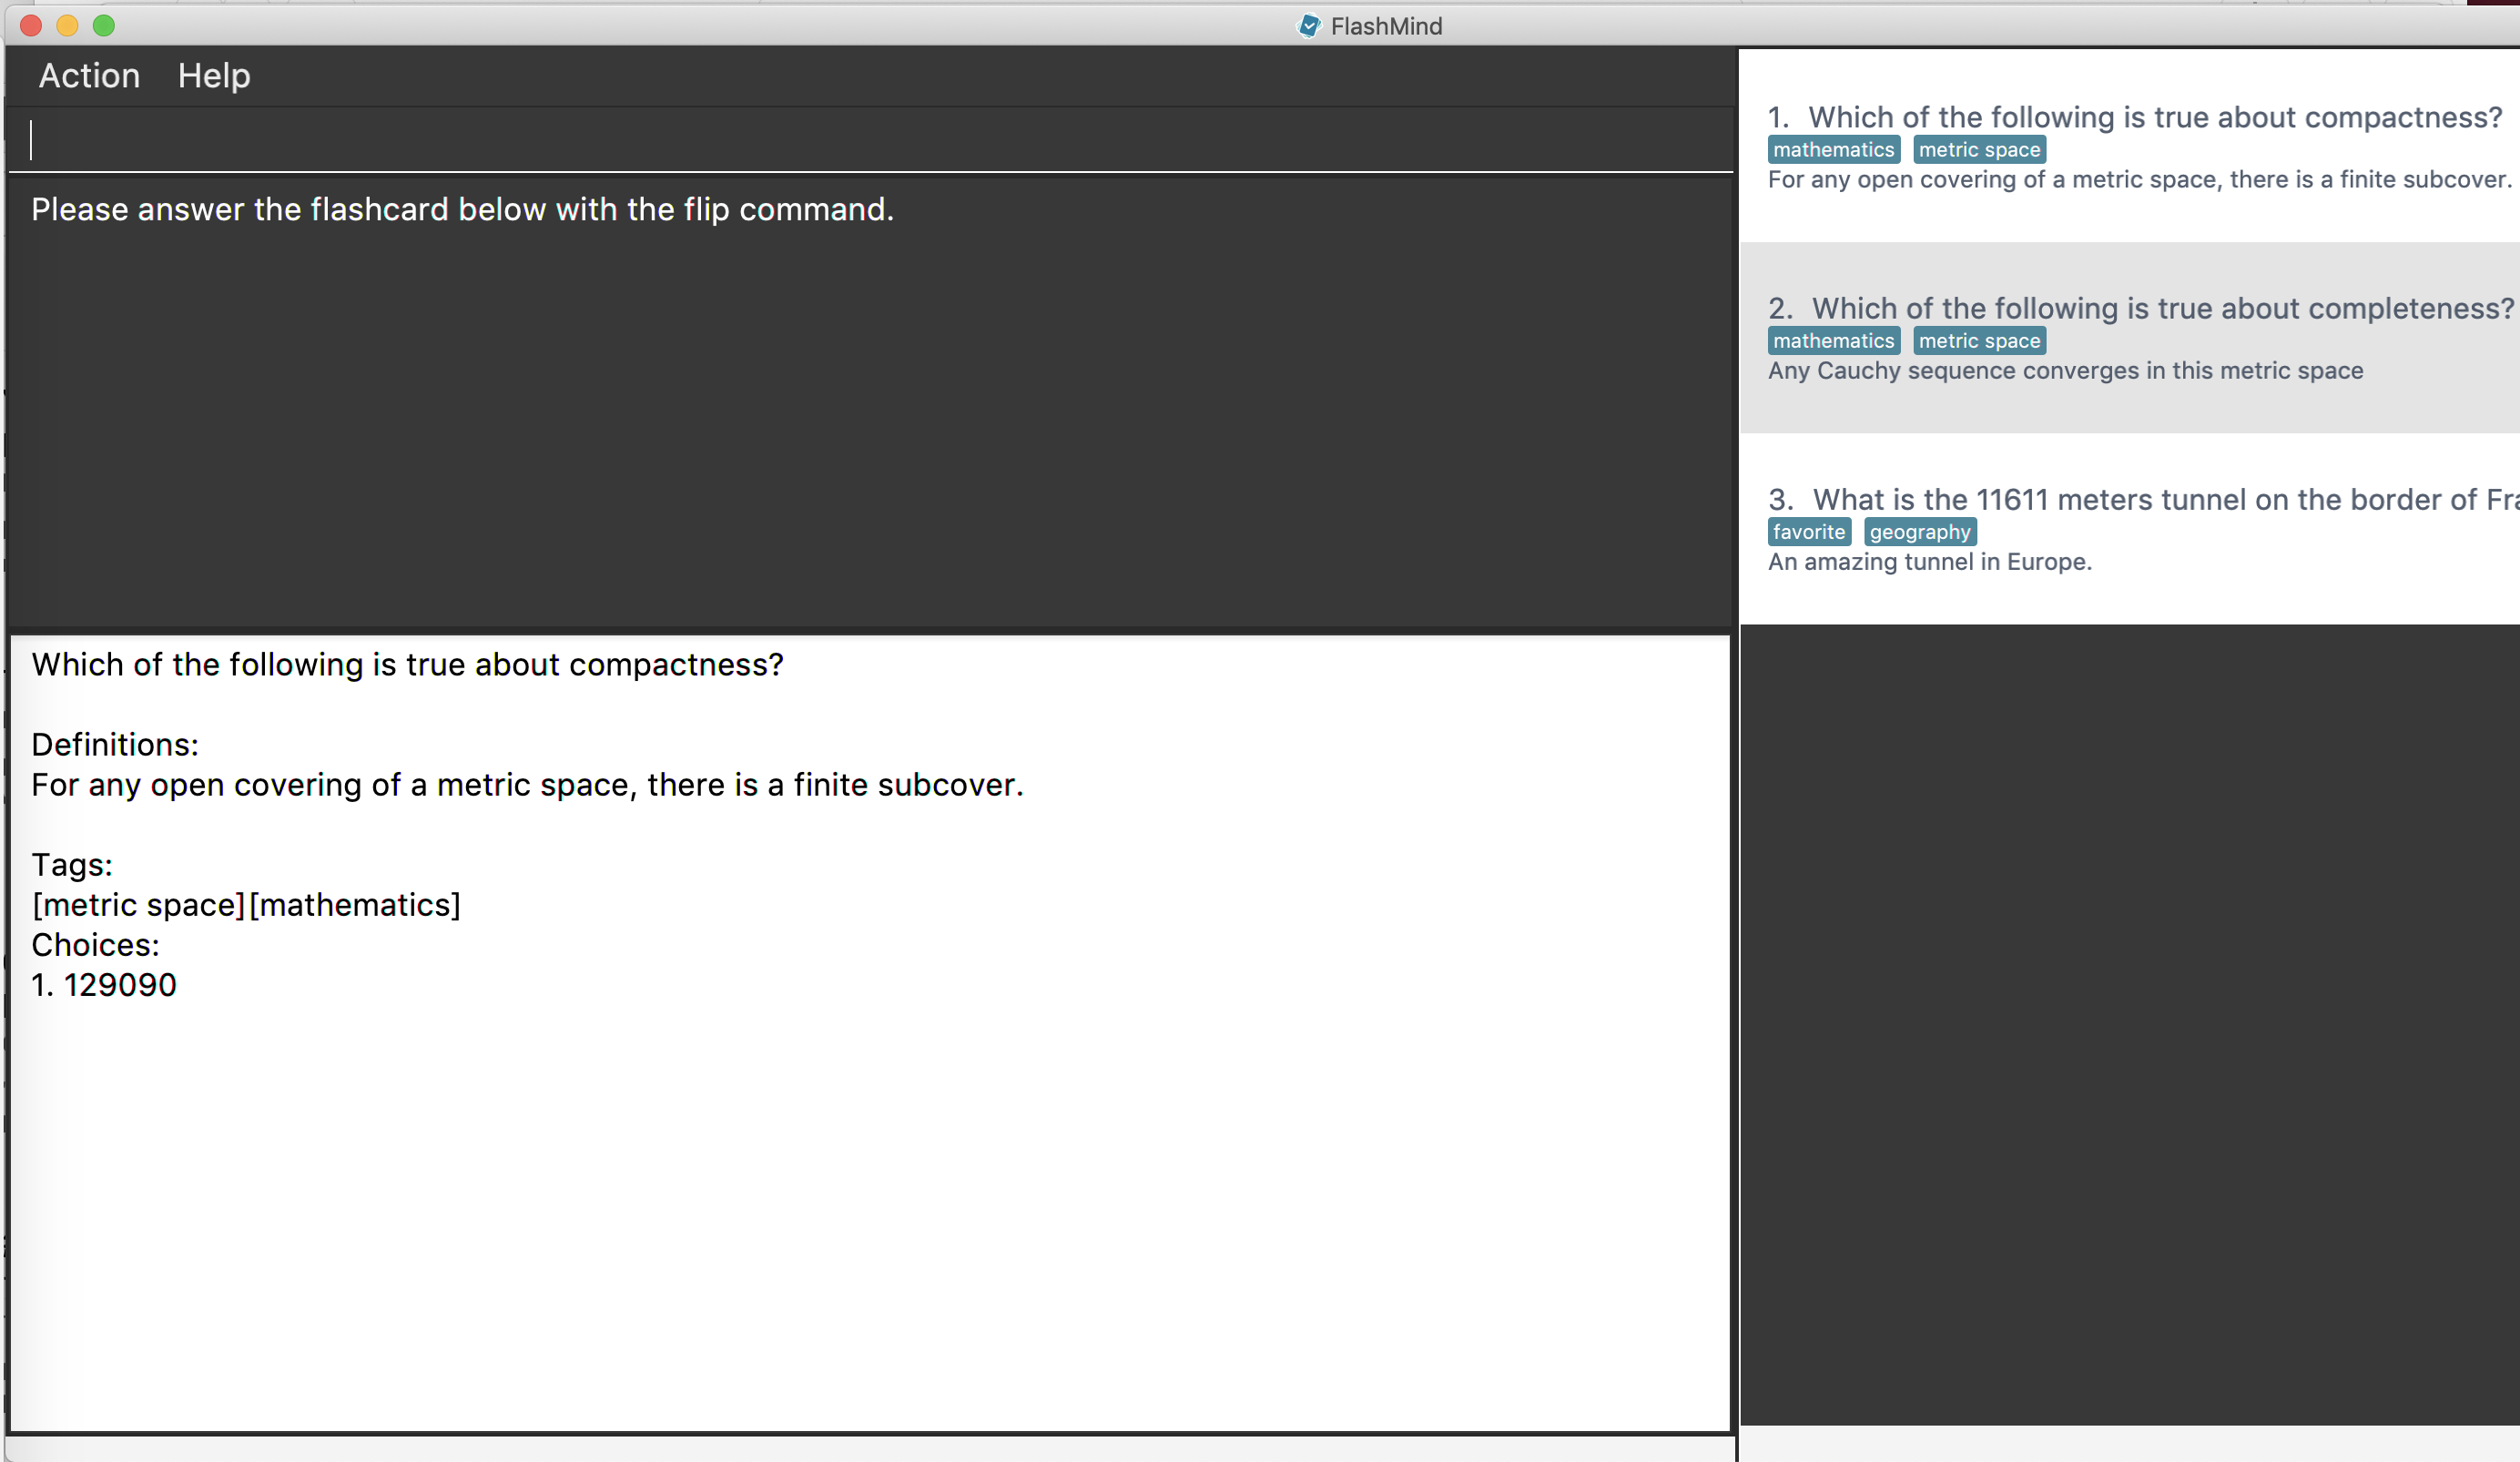 FlashMind
Action Help
Please answer the flashcard below with the flip command.
Which of the following is true about compactness?
Definitions:
For any open covering of a metric space, there is a finite subcover.
Tags:
[metric space][mathematics]
Choices:
1. 129090
1. Which of the following is true about compactness?
mathematics metric space
For any open covering of a metric space, there is a finite subcover.
2. Which of the following is true about completeness?
mathematics metric space
Any Cauchy sequence converges in this metric space
3. What is the 11611 meters tunnel on the border of
favorite geography
An amazing tunnel in Europe.